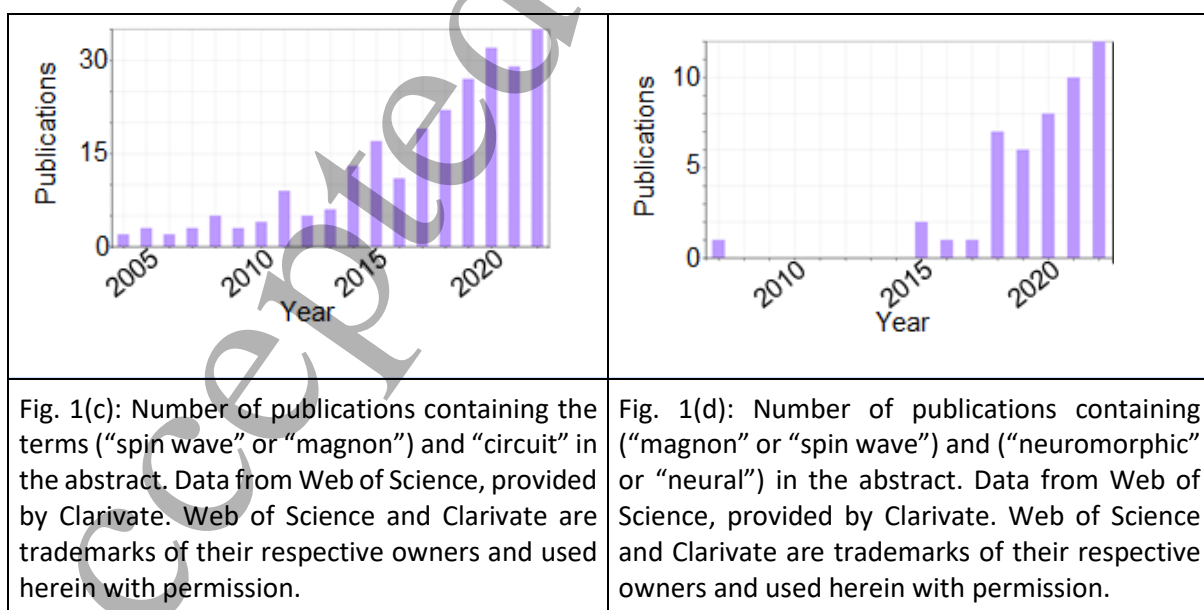 30
15
0
Publications
2005
2010
2015
2020
Year
10
5
0
Publications
2010
2015
2020
Year
Fig. 1(c): Number of publications containing the
terms (“spin wave” or “magnon”) and “circuit” in
the abstract. Data from Web of Science, provided
by Clarivate. Web of Science and Clarivate are
trademarks of their respective owners and used
herein with permission.
Fig. 1(d): Number of publications containing
(“magnon” or “spin wave”) and (“neuromorphic”
or “neural”) in the abstract. Data from Web of
Science, provided by Clarivate. Web of Science
and Clarivate are trademarks of their respective
owners and used herein with permission.
ccepted